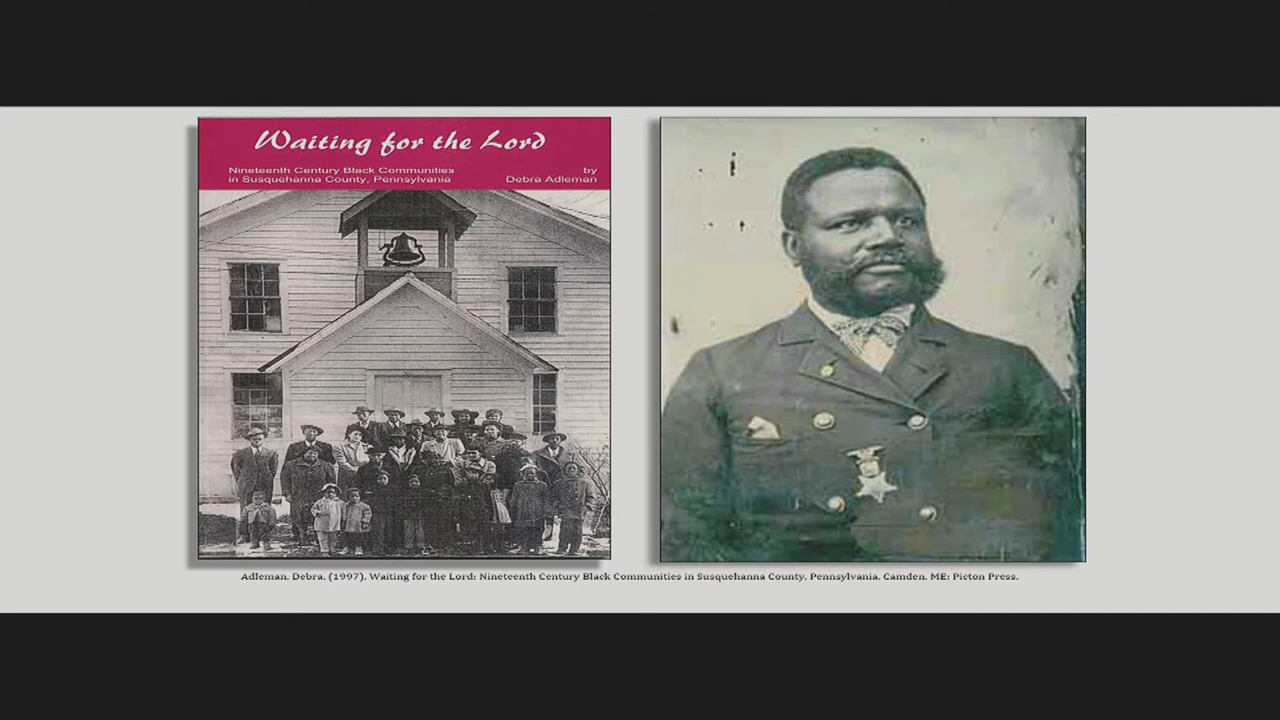 Waiting for the Lord
Nineteenth Century Black Communities
in Susquehanna County, Pennsylvania
by
Debra Adleman
Adleman, Debra. (1997). Waiting for the Lord: Nineteenth Century Black Communities in Susquehanna County, Pennsylvania. Camden, ME: Picton Press.